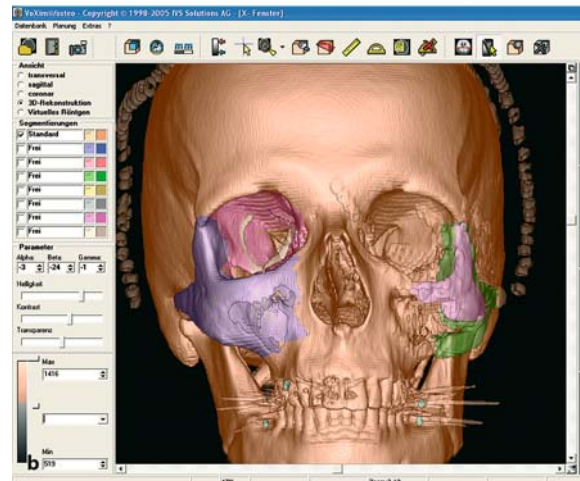 VoXim®/osteo - Copyright © 1998-2005 IVS Solutions AG - [X- Fenster]
Datenbank Planung Extras ?
Ansicht
transversal
sagittal
coronar
3D-Rekonstruktion
Virtuelles Röntgen
Segmentierungen
Standard
Frei
Frei
Frei
Frei
Frei
Frei
Frei
Parameter
Alpha: Beta: Gamma:
-3 -24 -1
Helligkeit
Kontrast
Transparenz
Max
1416
Min
b 519